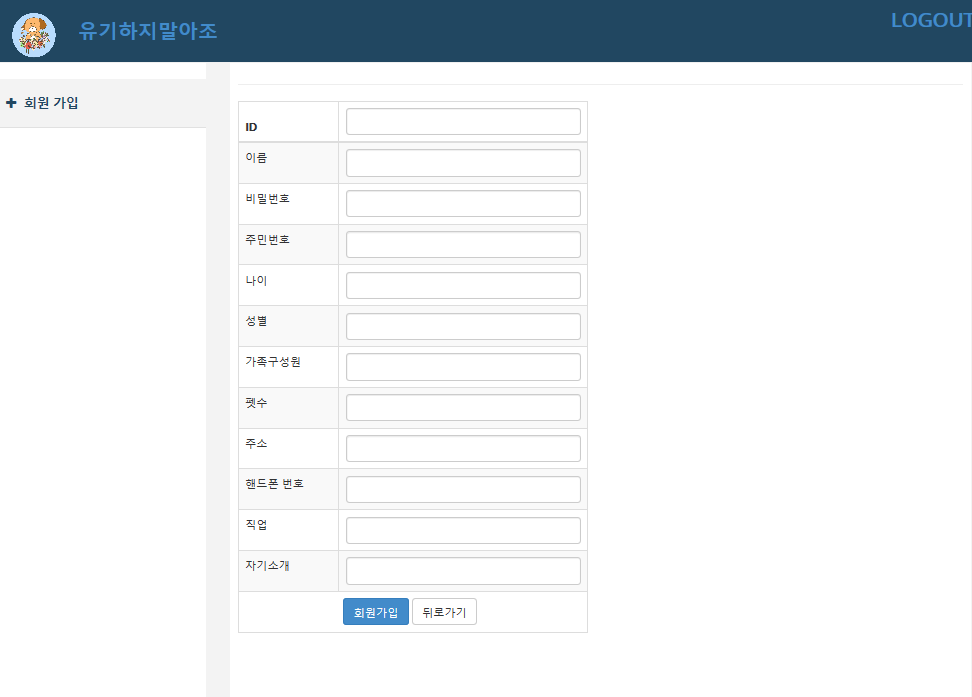 유기하지말아조
LOGOUT
회원 가입
ID
이름
비밀번호
주민번호
나이
성별
가족구성원
펫수
주소
핸드폰 번호
직업
자기소개
회원가입 뒤로가기